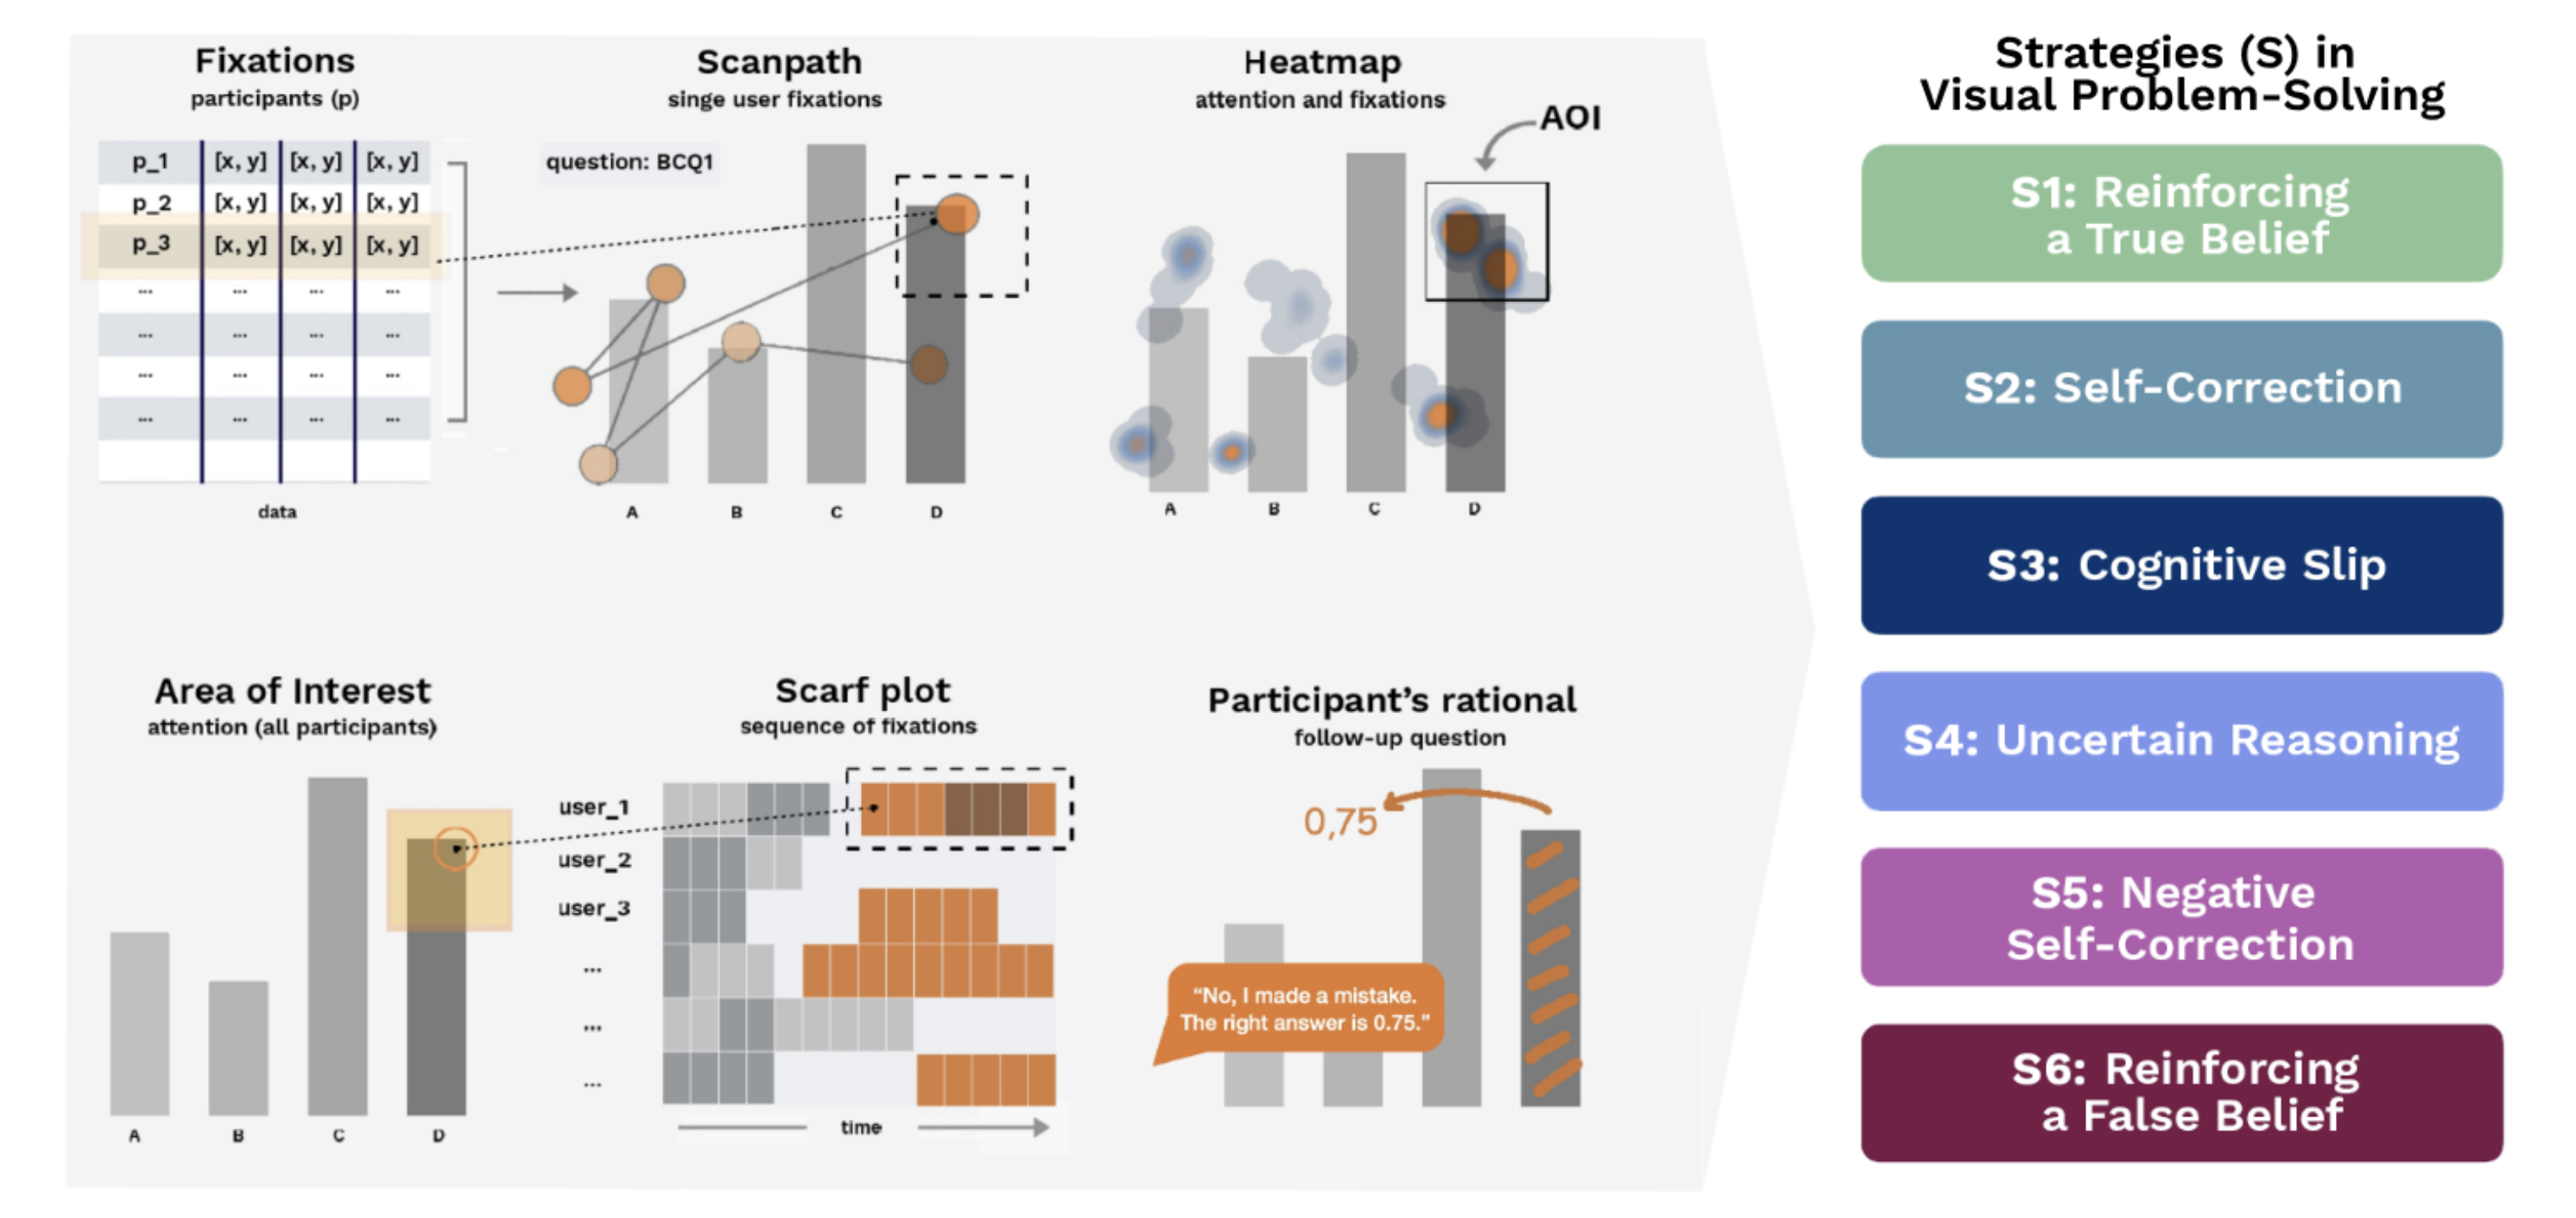 Fixations
participants (p)
p_1 [x, y] [x, y] [x, y]
p_2 [x, y] [x, y] [x, y]
p_3 [x, y] [x, y] [x, y]
... ... ... ...
... ... ... ...
... ... ... ...
... ... ... ...
data
Scanpath
singe user fixations
question: BCQ1
A B C D
Heatmap
attention and fixations
AOI
A B C D
Area of Interest
attention (all participants)
A B C D
Scarf plot
sequence of fixations
user_1
user_2
user_3
...
...
...
time
Participant’s rational
follow-up question
0,75
“No, I made a mistake.
The right answer is 0.75.”
Strategies (S) in
Visual Problem-Solving
S1: Reinforcing
a True Belief
S2: Self-Correction
S3: Cognitive Slip
S4: Uncertain Reasoning
S5: Negative
Self-Correction
S6: Reinforcing
a False Belief